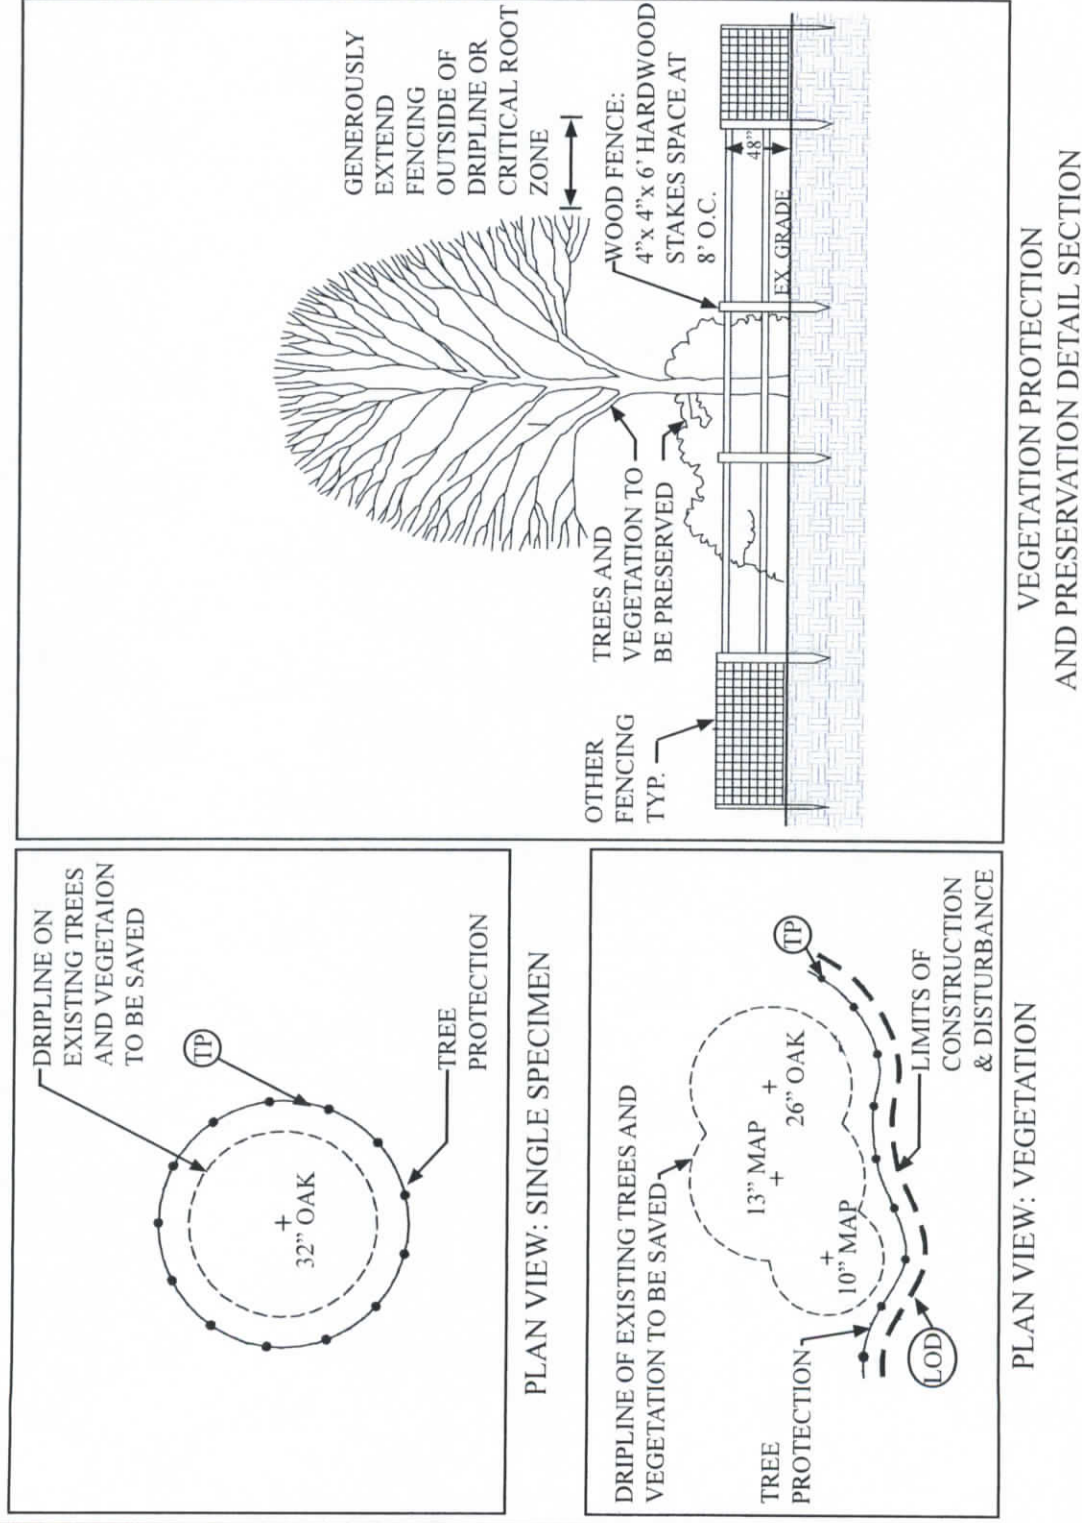 DRIPLINE ON
EXISTING TREES
AND VEGETAION
TO BE SAVED
TP
32” OAK
TREE
PROTECTION
PLAN VIEW: SINGLE SPECIMEN
DRIPLINE OF EXISTING TREES AND
VEGETATION TO BE SAVED
TP
13” MAP
26” OAK
10” MAP
TREE
PROTECTION
LOD
LIMITS OF
CONSTRUCTION
& DISTURBANCE
PLAN VIEW: VEGETATION
GENEROUSLY
EXTEND
FENCING
OUTSIDE OF
DRIPLINE OR
CRITICAL ROOT
ZONE
TREES AND
VEGETATION TO
BE PRESERVED
WOOD FENCE:
4”x 4”x 6’ HARDWOOD
STAKES SPACE AT
8’ O.C.
OTHER
FENCING
TYP.
48”
EX. GRADE
VEGETATION PROTECTION
AND PRESERVATION DETAIL SECTION